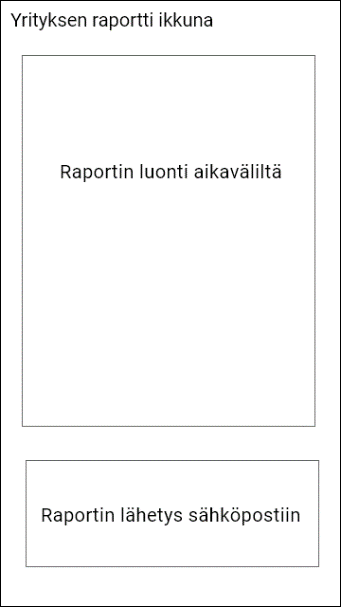 Yrityksen raportti ikkuna
Raportin luonti aikaväliltä
Raportin lähetys sähköpostiin